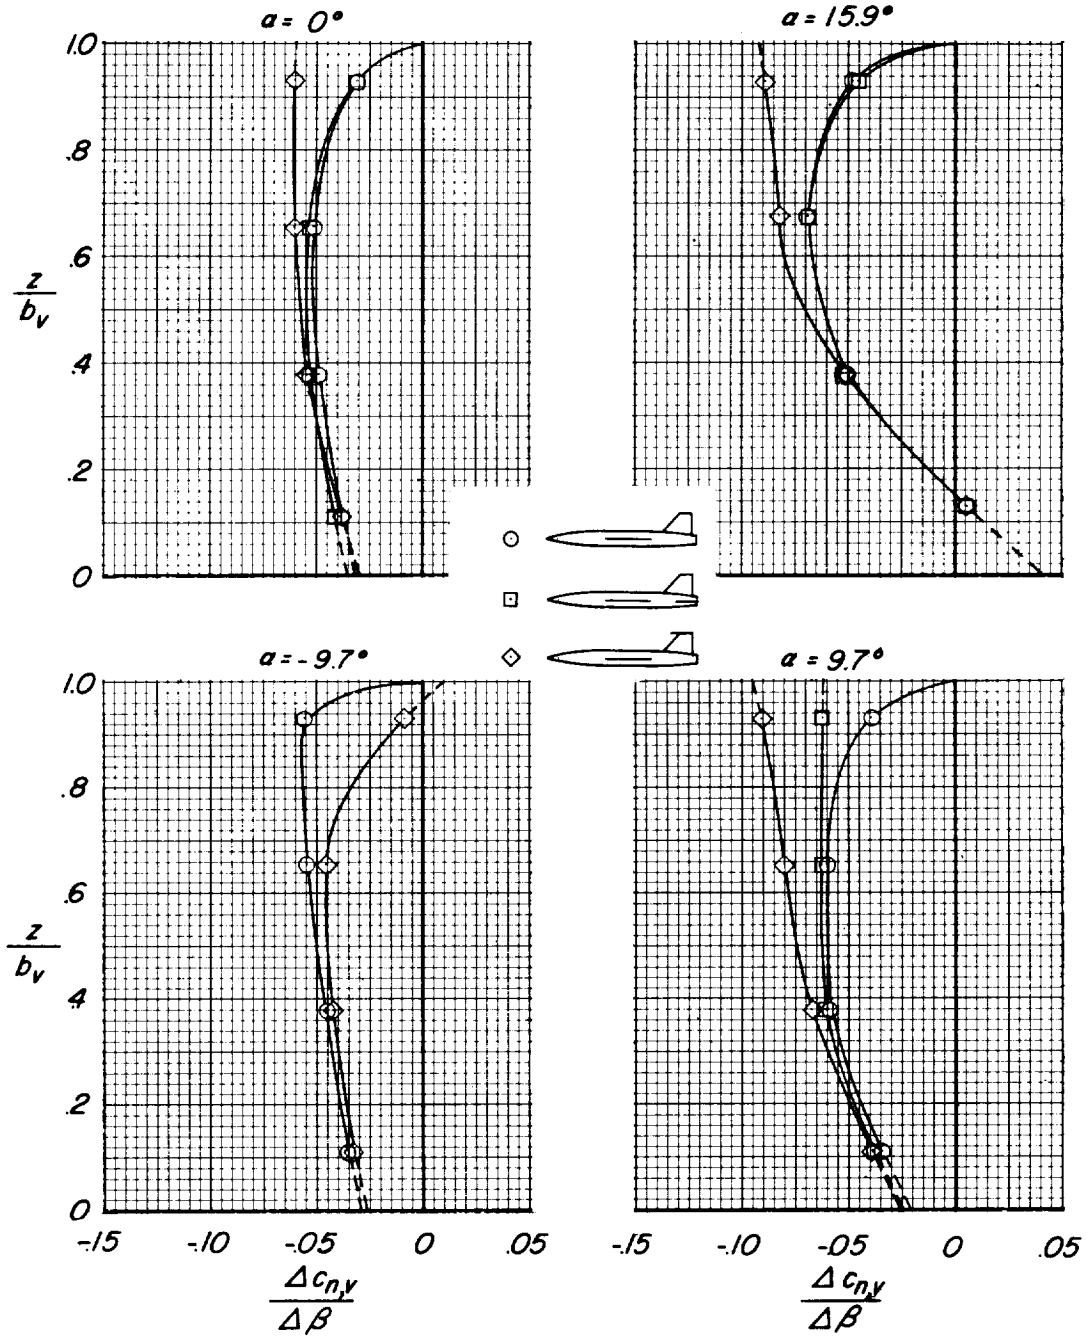 α = 0°
α = 15.9°
1.0
.8
.6
z/b_v
.4
.2
0
α = -9.7°
α = 9.7°
1.0
.8
.6
z/b_v
.4
.2
0
-.15 -.10 -.05 0 .05
-.15 -.10 -.05 0 .05
Δc_n,v/Δβ
Δc_n,v/Δβ